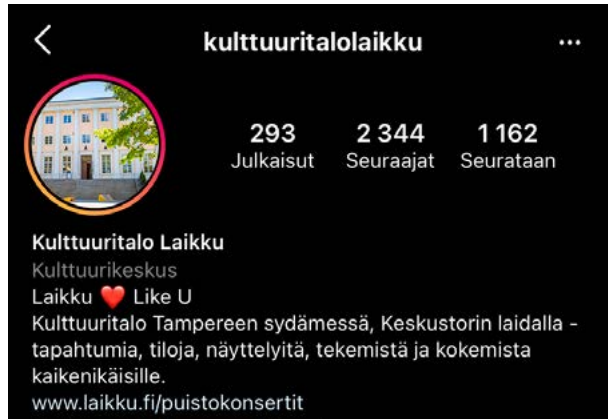 kulttuuritalolaikku
293 2 344 1 162
Julkaisut Seuraajat Seurataan
Kulttuuritalo Laikku
Kulttuurikeskus
Laikku ❤️ Like U
Kulttuuritalo Tampereen sydämessä, Keskustorin laidalla -
tapahtumia, tiloja, näyttelyitä, tekemistä ja kokemista
kaikenikäisille.
www.laikku.fi/puistokonsertit